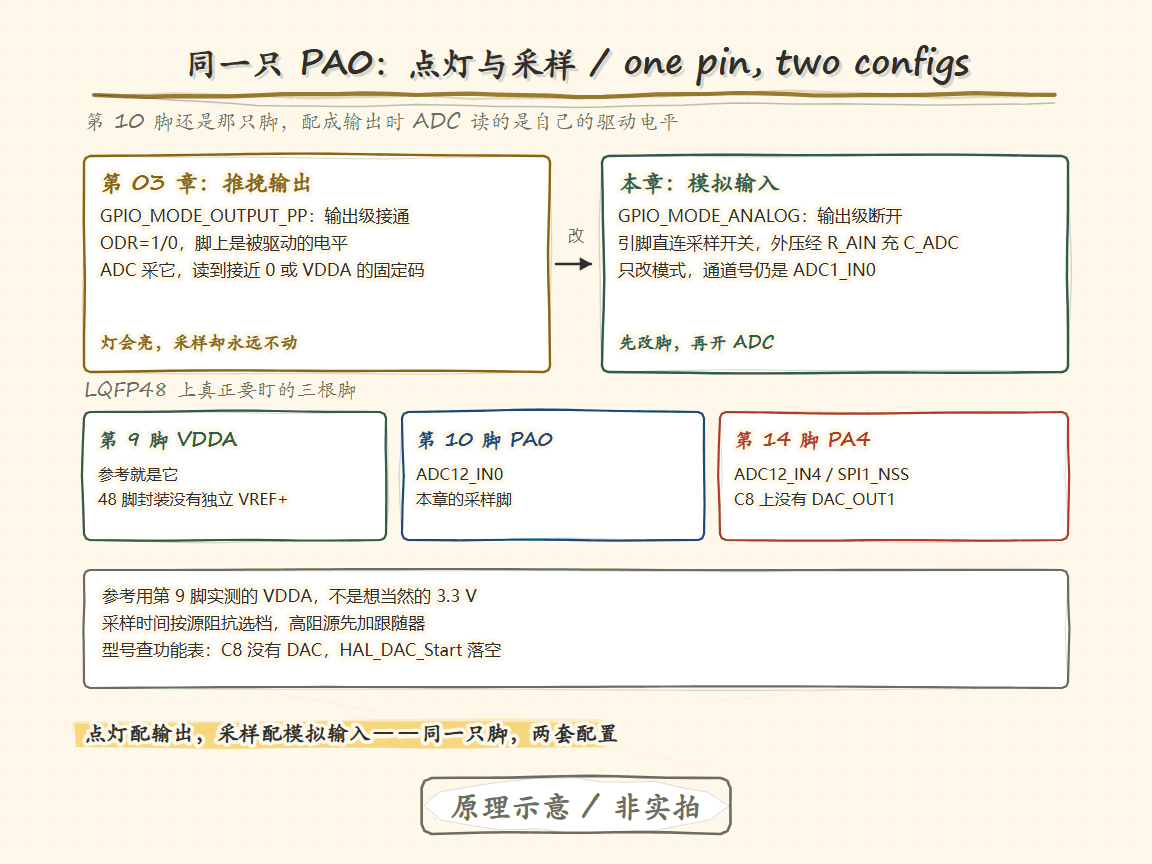 同一只 PA0：点灯与采样 / one pin, two configs
第 10 脚还是那只脚，配成输出时 ADC 读的是自己的驱动电平
第 03 章：推挽输出
GPIO_MODE_OUTPUT_PP：输出级接通
ODR=1/0，脚上是被驱动的电平
ADC 采它，读到接近 0 或 VDDA 的固定码
灯会亮，采样却永远不动
改
本章：模拟输入
GPIO_MODE_ANALOG：输出级断开
引脚直连采样开关，外压经 R_AIN 充 C_ADC
只改模式，通道号仍是 ADC1_IN0
先改脚，再开 ADC
LQFP48 上真正要盯的三根脚
第 9 脚 VDDA
参考就是它
48 脚封装没有独立 VREF+
第 10 脚 PA0
ADC12_IN0
本章的采样脚
第 14 脚 PA4
ADC12_IN4 / SPI1_NSS
C8 上没有 DAC_OUT1
参考用第 9 脚实测的 VDDA，不是想当然的 3.3 V
采样时间按源阻抗选档，高阻源先加跟随器
型号查功能表：C8 没有 DAC，HAL_DAC_Start 落空
点灯配输出，采样配模拟输入——同一只脚，两套配置
原理示意 / 非实拍